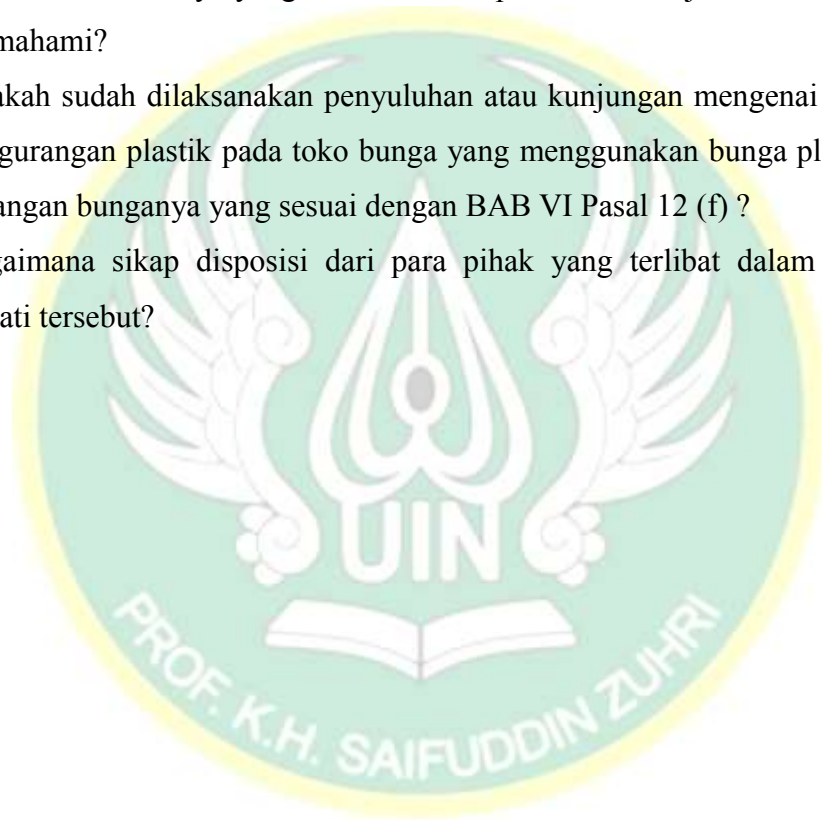 mahami?
akah sudah dilaksanakan penyuluhan atau kunjungan mengenai
gurangan plastik pada toko bunga yang menggunakan bunga pl
angan bunganya yang sesuai dengan BAB VI Pasal 12 (f) ?
gaimana sikap disposisi dari para pihak yang terlibat dalam
ati tersebut?
UIN
PROF. K.H. SAIFUDDIN ZUHRI